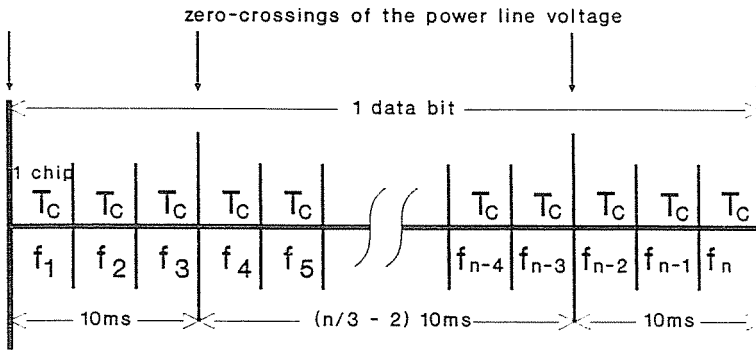 zero-crossings of the power line voltage
1 data bit
1 chip
T_C T_C T_C T_C T_C T_C T_C T_C T_C T_C
f_1 f_2 f_3 f_4 f_5 f_n-4 f_n-3 f_n-2 f_n-1 f_n
10ms (n/3 - 2) 10ms 10ms